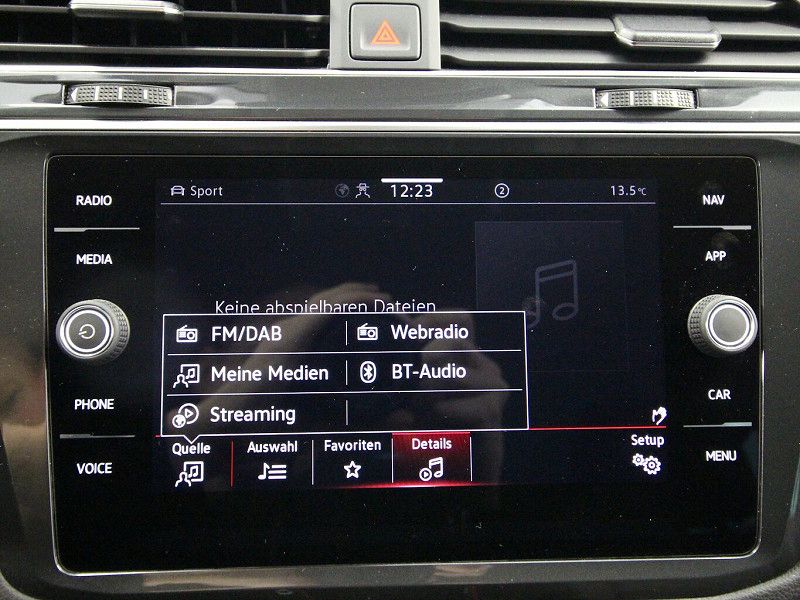 RADIO
MEDIA
PHONE
VOICE
Sport
12:23
2
13.5°C
Keine abspielbaren Dateien
FM/DAB
Webradio
Meine Medien
BT-Audio
Streaming
Quelle
Auswahl
Favoriten
Details
Setup
NAV
APP
CAR
MENU